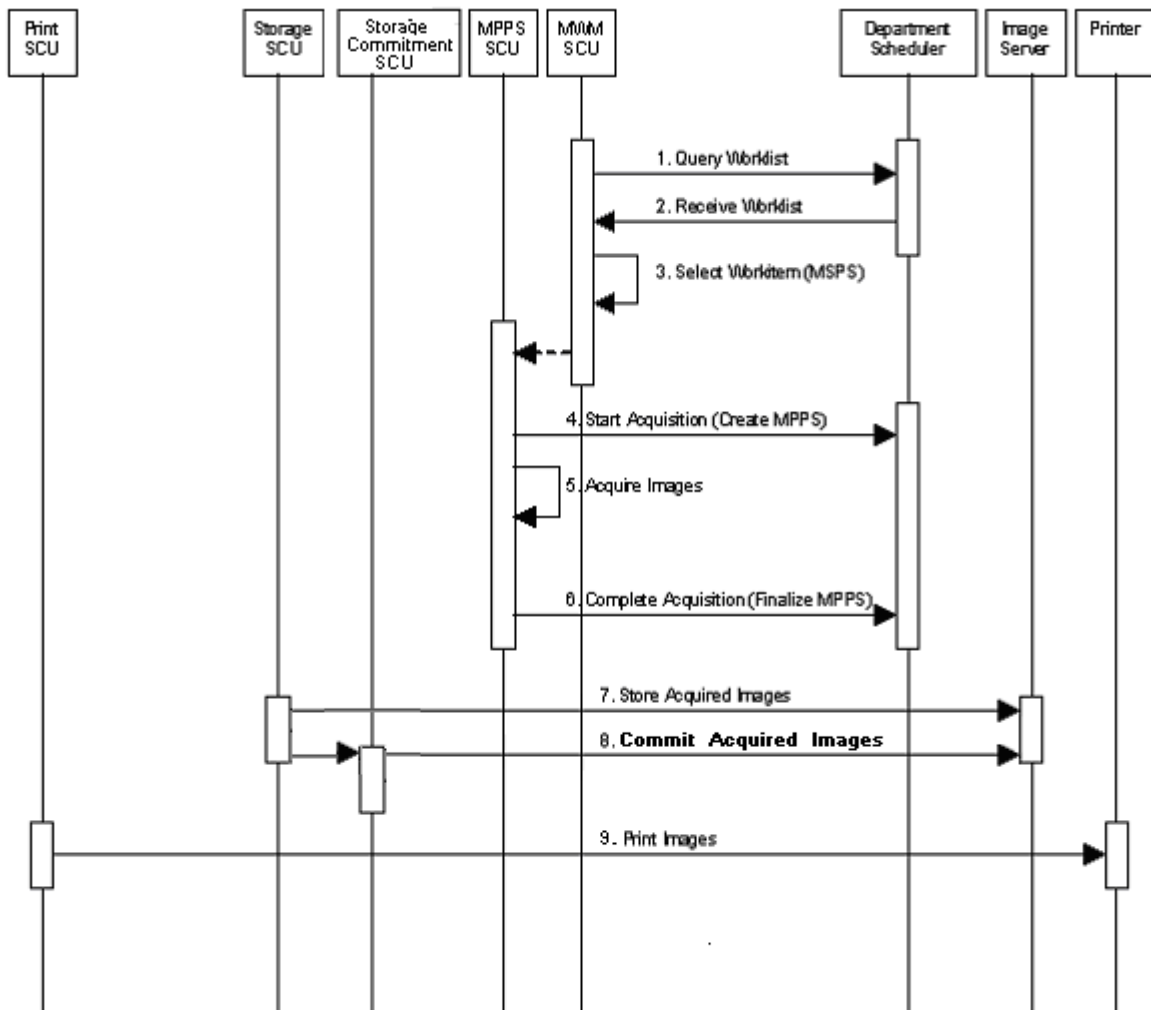 Print
SCU
Storage
SCU
Storage
Commitment
SCU
MPPS
SCU
MWM
SCU
Department
Scheduler
Image
Server
Printer
1. Query Worklist
2. Receive Worklist
3. Select Workitem (MSPS)
4. Start Acquisition (Create MPPS)
5. Acquire Images
6. Complete Acquisition (Finalize MPPS)
7. Store Acquired Images
8. Commit Acquired Images
9. Print Images